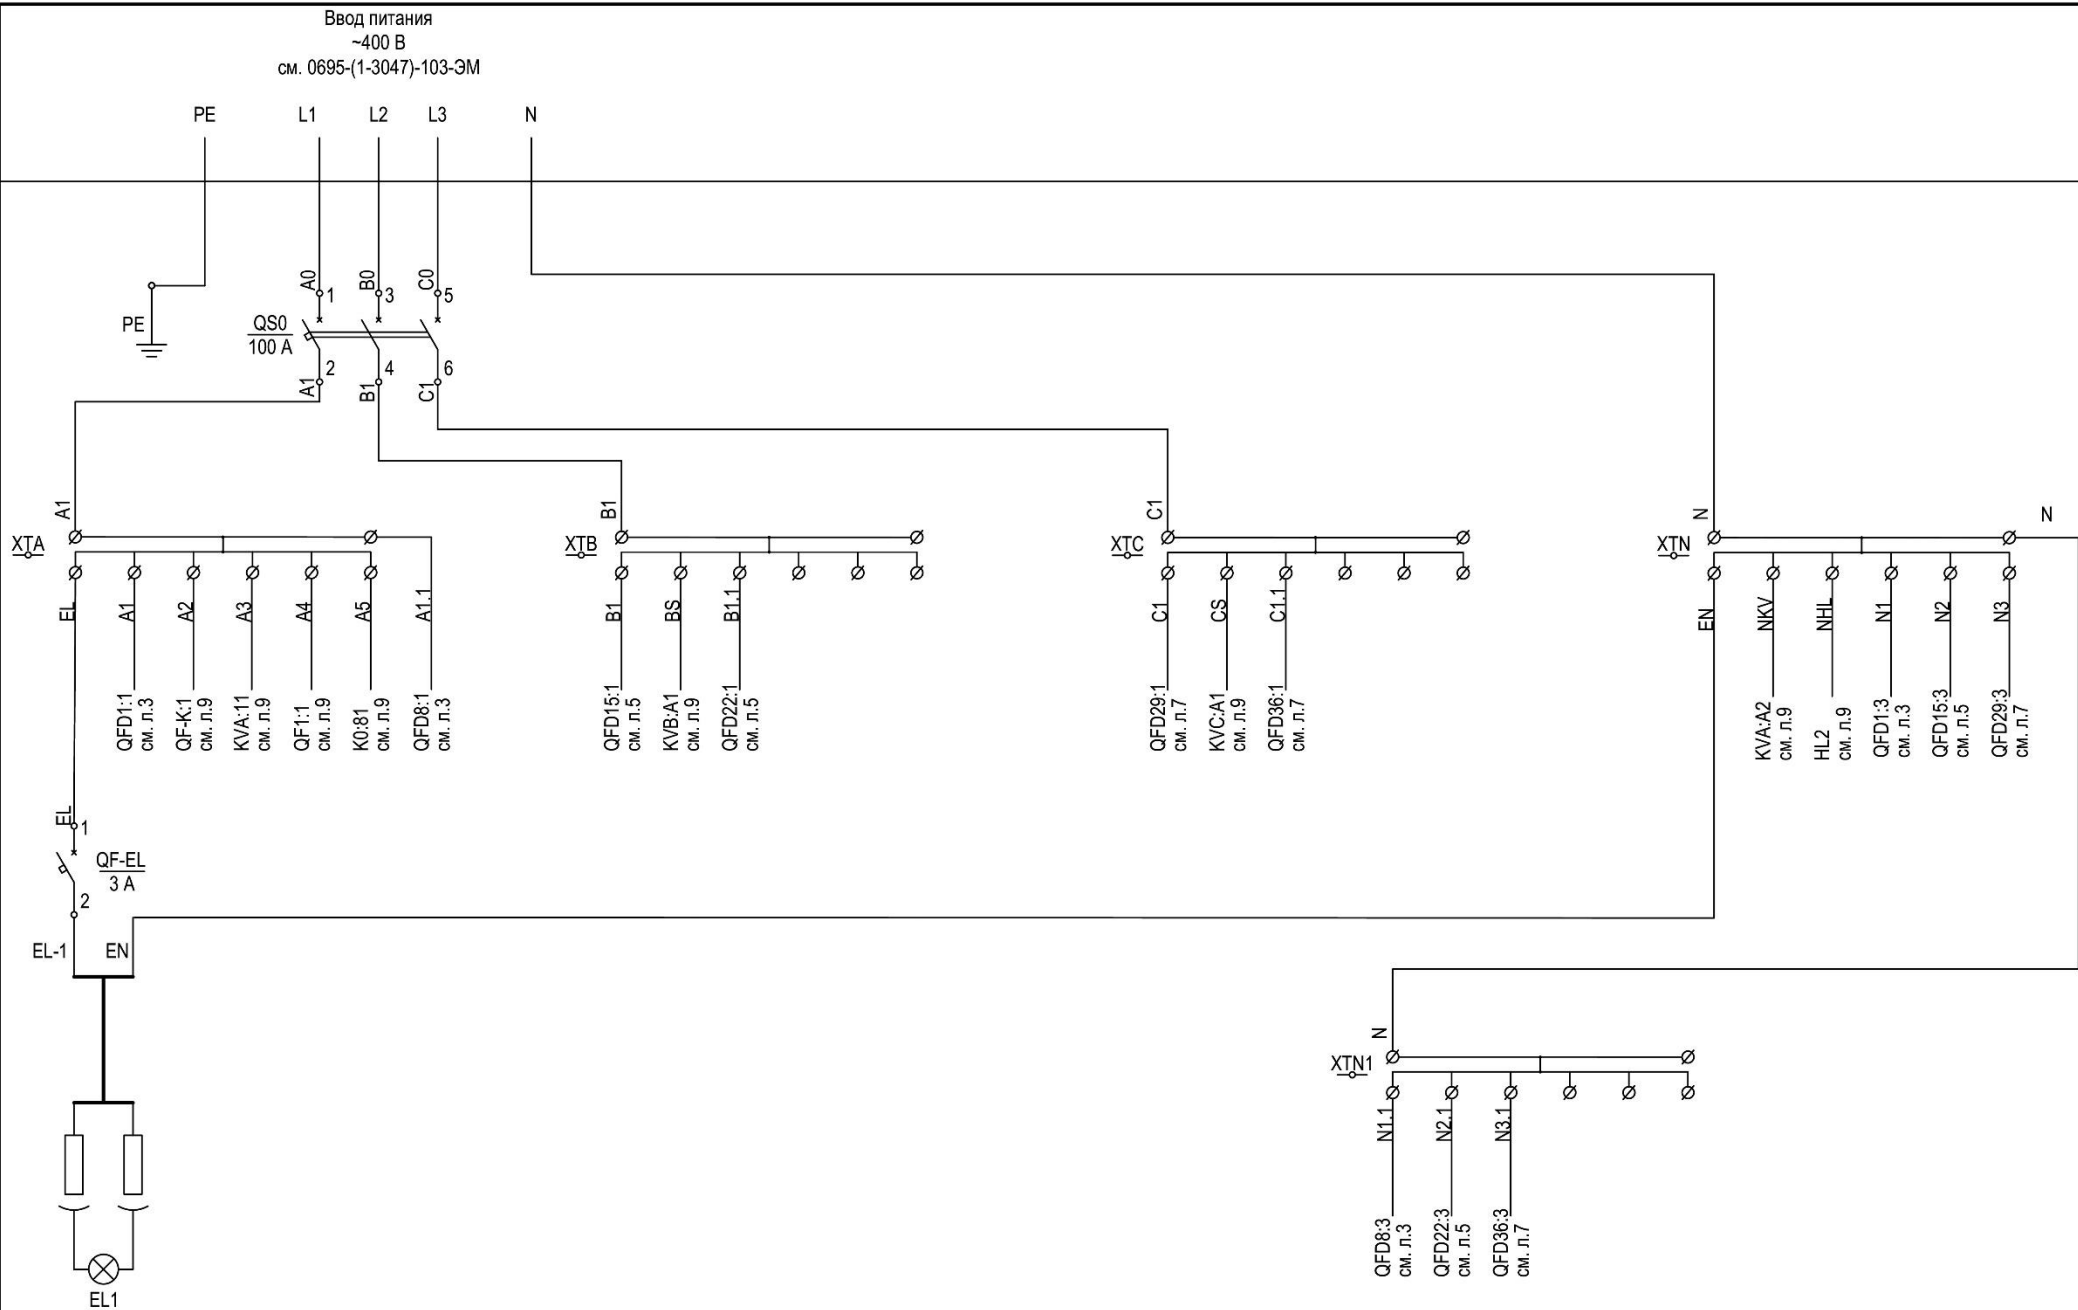 Ввод питания
~400 В
см. 0695-(1-3047)-103-ЭМ
PE
L1
L2
L3
N
A0
1
B0
3
C0
5
PE
QS0
100 А
2
4
6
A1
B1
C1
A1
B1
C1
N
N
XTA
XTB
XTC
XTN
EL
A1
A2
A3
A4
A5
A1.1
B1
BS
B1.1
C1
CS
C1.1
EN
NKV
NHL
N1
N2
N3
QFD1:1
см. л.3
QF-K:1
см. л.9
KVA:11
см. л.9
QF1:1
см. л.9
K0:81
см. л.9
QFD8:1
см. л.3
QFD15:1
см. л.5
KVB:A1
см. л.9
QFD22:1
см. л.5
QFD29:1
см. л.7
KVC:A1
см. л.9
QFD36:1
см. л.7
KVA:A2
см. л.9
HL2
см. л.9
QFD1:3
см. л.3
QFD15:3
см. л.5
QFD29:3
см. л.7
EL
1
QF-EL
3 А
2
EL-1
EN
N
XTN1
N1.1
N2.1
N3.1
QFD8:3
см. л.3
QFD22:3
см. л.5
QFD36:3
см. л.7
EL1